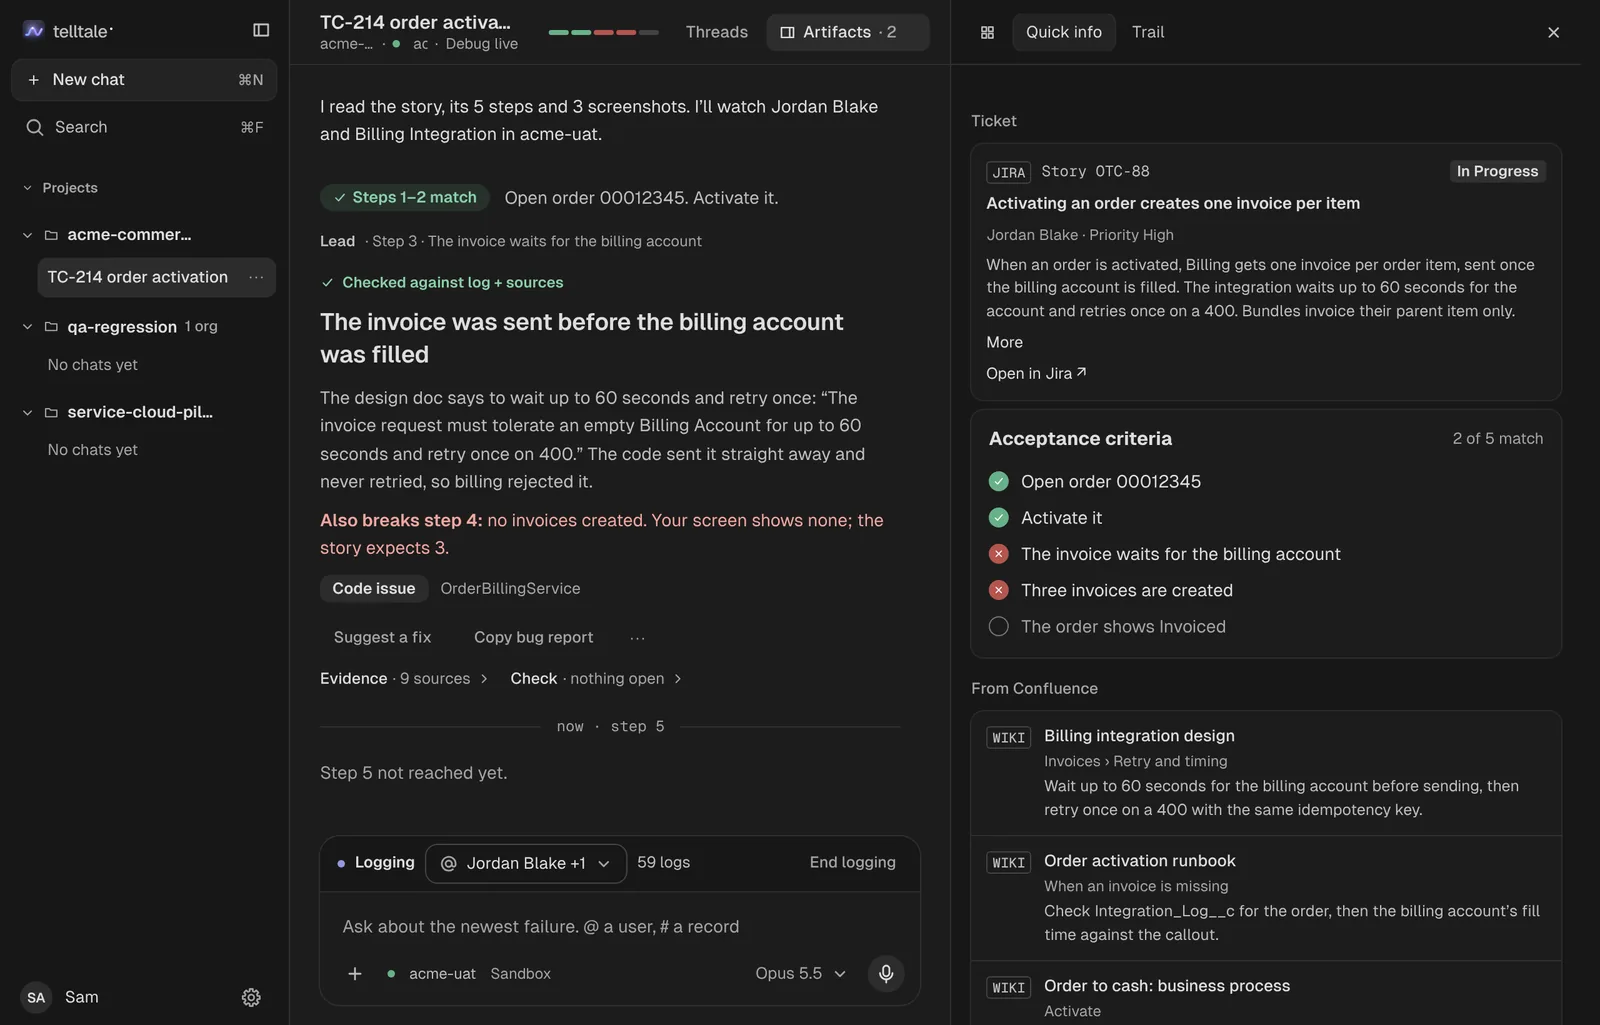 telltale
New chat ⌘N
Search ⌘F
Projects
acme-commer...
TC-214 order activation ...
qa-regression 1 org
No chats yet
service-cloud-pil...
No chats yet
SA Sam
TC-214 order activa...
acme-... · ac · Debug live
Threads
Artifacts · 2
I read the story, its 5 steps and 3 screenshots. I’ll watch Jordan Blake
and Billing Integration in acme-uat.
✓ Steps 1–2 match Open order 00012345. Activate it.
Lead · Step 3 · The invoice waits for the billing account
✓ Checked against log + sources
The invoice was sent before the billing account
was filled
The design doc says to wait up to 60 seconds and retry once: “The
invoice request must tolerate an empty Billing Account for up to 60
seconds and retry once on 400.” The code sent it straight away and
never retried, so billing rejected it.
Also breaks step 4: no invoices created. Your screen shows none; the
story expects 3.
Code issue OrderBillingService
Suggest a fix Copy bug report ...
Evidence · 9 sources › Check · nothing open ›
now · step 5
Step 5 not reached yet.
Logging @ Jordan Blake +1 59 logs End logging
Ask about the newest failure. @ a user, # a record
+ acme-uat Sandbox Opus 5.5
Quick info Trail
Ticket
JIRA Story OTC-88 In Progress
Activating an order creates one invoice per item
Jordan Blake · Priority High
When an order is activated, Billing gets one invoice per order item, sent once
the billing account is filled. The integration waits up to 60 seconds for the
account and retries once on a 400. Bundles invoice their parent item only.
More
Open in Jira ↗
Acceptance criteria 2 of 5 match
Open order 00012345
Activate it
The invoice waits for the billing account
Three invoices are created
The order shows Invoiced
From Confluence
WIKI Billing integration design
Invoices › Retry and timing
Wait up to 60 seconds for the billing account before sending, then
retry once on a 400 with the same idempotency key.
WIKI Order activation runbook
When an invoice is missing
Check Integration_Log__c for the order, then the billing account’s fill
time against the callout.
WIKI Order to cash: business process
Activate